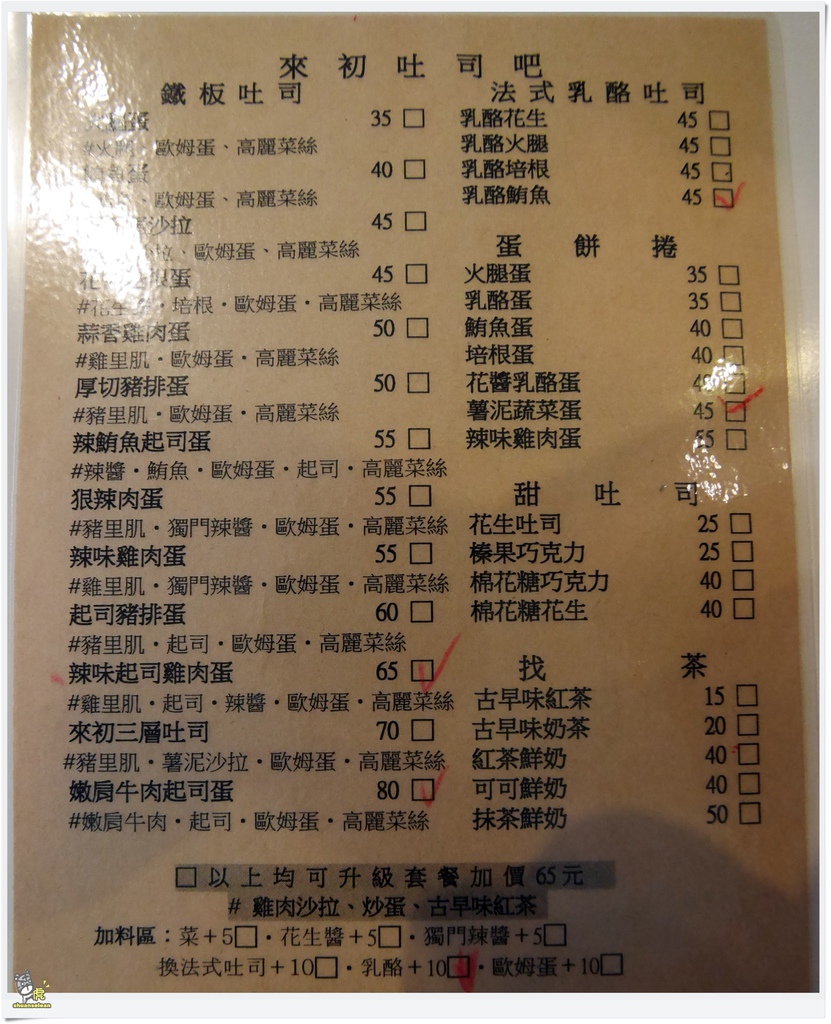 來初吐司吧
鐵板吐司
蛋 35 □
#火腿、歐姆蛋、高麗菜絲
蛋 40 □
、歐姆蛋、高麗菜絲
沙拉 45 □
沙拉、歐姆蛋、高麗菜絲
花 根蛋 45 □
#花生 ・培根・歐姆蛋・高麗菜絲
蒜香雞肉蛋 50 □
#雞里肌・歐姆蛋・高麗菜絲
厚切豬排蛋 50 □
#豬里肌・歐姆蛋・高麗菜絲
辣鮪魚起司蛋 55 □
#辣醬・鮪魚・歐姆蛋・起司・高麗菜絲
狠辣肉蛋 55 □
#豬里肌・獨門辣醬・歐姆蛋・高麗菜絲
辣味雞肉蛋 55 □
#雞里肌・獨門辣醬・歐姆蛋・高麗菜絲
起司豬排蛋 60 □
#豬里肌・起司・歐姆蛋・高麗菜絲
辣味起司雞肉蛋 65 □
#雞里肌・起司・辣醬・歐姆蛋・高麗菜絲
來初三層吐司 70 □
#豬里肌・薯泥沙拉・歐姆蛋・高麗菜絲
嫩肩牛肉起司蛋 80 □
#嫩肩牛肉・起司・歐姆蛋・高麗菜絲
法式乳酪吐司
乳酪花生 45 □
乳酪火腿 45 □
乳酪培根 45 □
乳酪鮪魚 45 □
蛋餅捲
火腿蛋 35 □
乳酪蛋 35 □
鮪魚蛋 40 □
培根蛋 40 □
花醬乳酪蛋 □
薯泥蔬菜蛋 45 □
辣味雞肉蛋 55 □
甜吐司
花生吐司 25 □
榛果巧克力 25 □
棉花糖巧克力 40 □
棉花糖花生 40 □
找茶
古早味紅茶 15 □
古早味奶茶 20 □
紅茶鮮奶 40 □
可可鮮奶 40 □
抹茶鮮奶 50 □
□以上均可升級套餐加價65元
# 雞肉沙拉、炒蛋、古早味紅茶
加料區：菜+5□・花生醬+5□・獨門辣醬+5□
換法式吐司+10□・乳酪+10□・歐姆蛋+10□